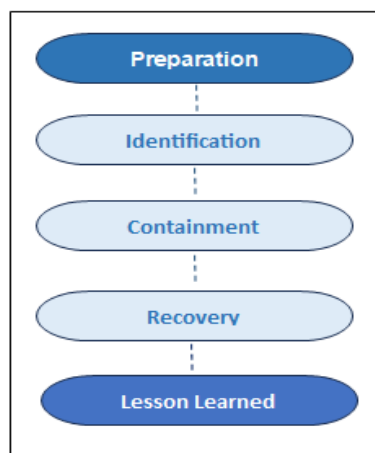 Preparation
Identification
Containment
Recovery
Lesson Learned